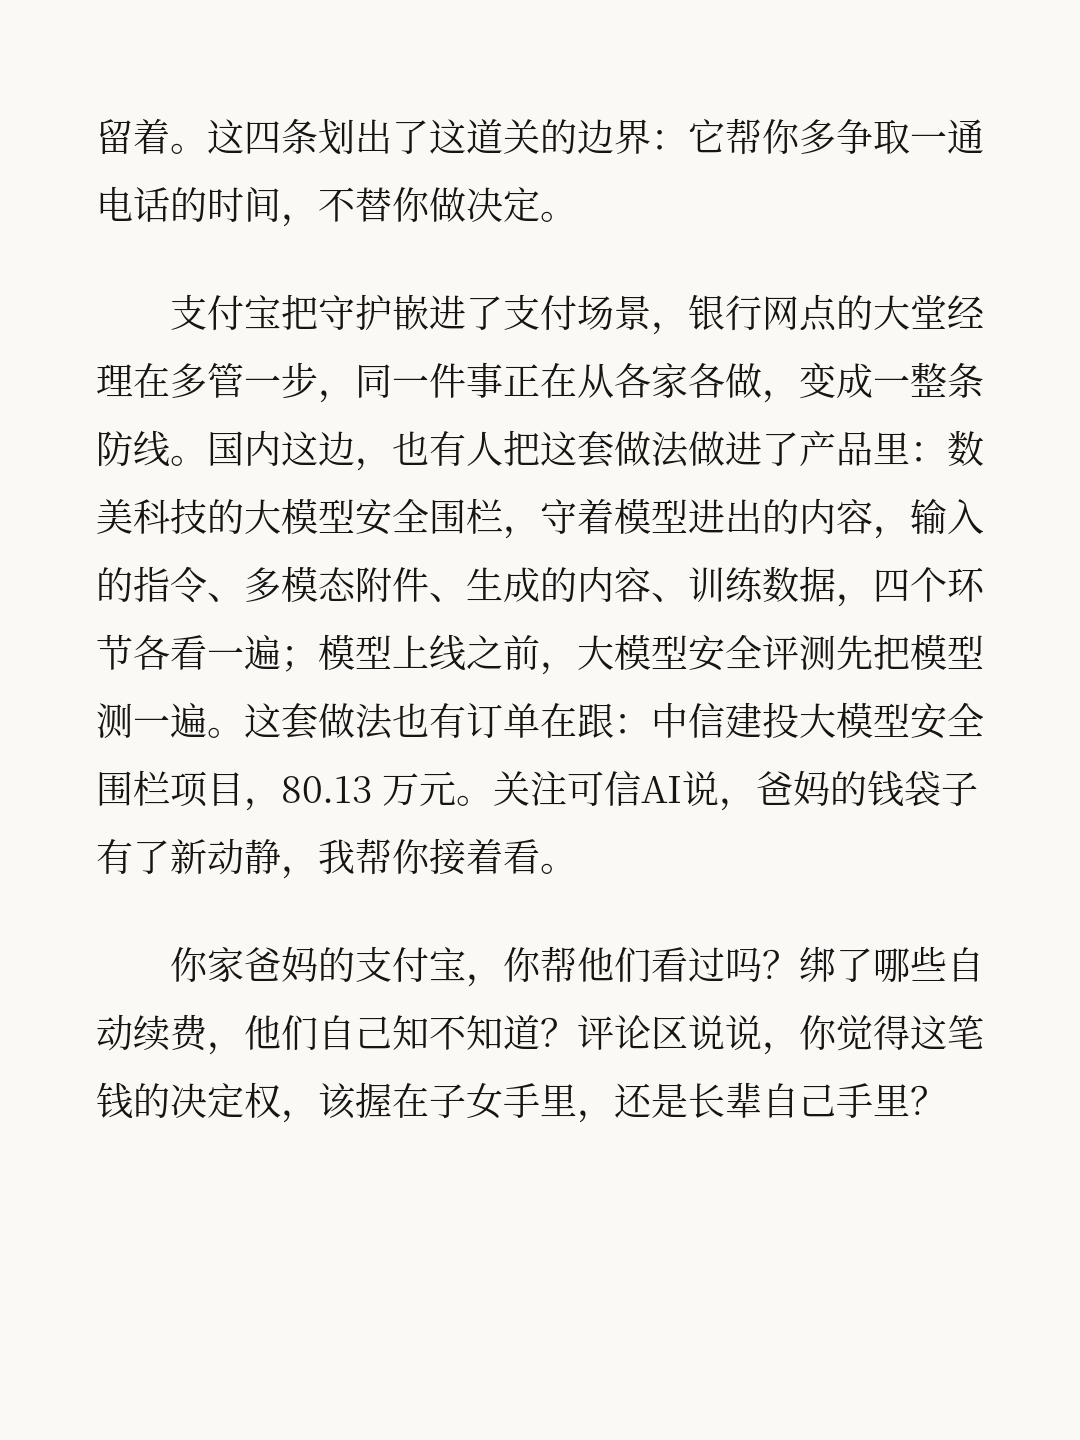 留着。这四条划出了这道关的边界：它帮你多争取一通
电话的时间，不替你做决定。
支付宝把守护嵌进了支付场景，银行网点的大堂经
理在多管一步，同一件事正在从各家各做，变成一整条
防线。国内这边，也有人把这套做法做进了产品里：数
美科技的大模型安全围栏，守着模型进出的内容，输入
的指令、多模态附件、生成的内容、训练数据，四个环
节各看一遍；模型上线之前，大模型安全评测先把模型
测一遍。这套做法也有订单在跟：中信建投大模型安全
围栏项目，80.13 万元。关注可信AI说，爸妈的钱袋子
有了新动静，我帮你接着看。
你家爸妈的支付宝，你帮他们看过吗？绑了哪些自
动续费，他们自己知不知道？评论区说说，你觉得这笔
钱的决定权，该握在子女手里，还是长辈自己手里？